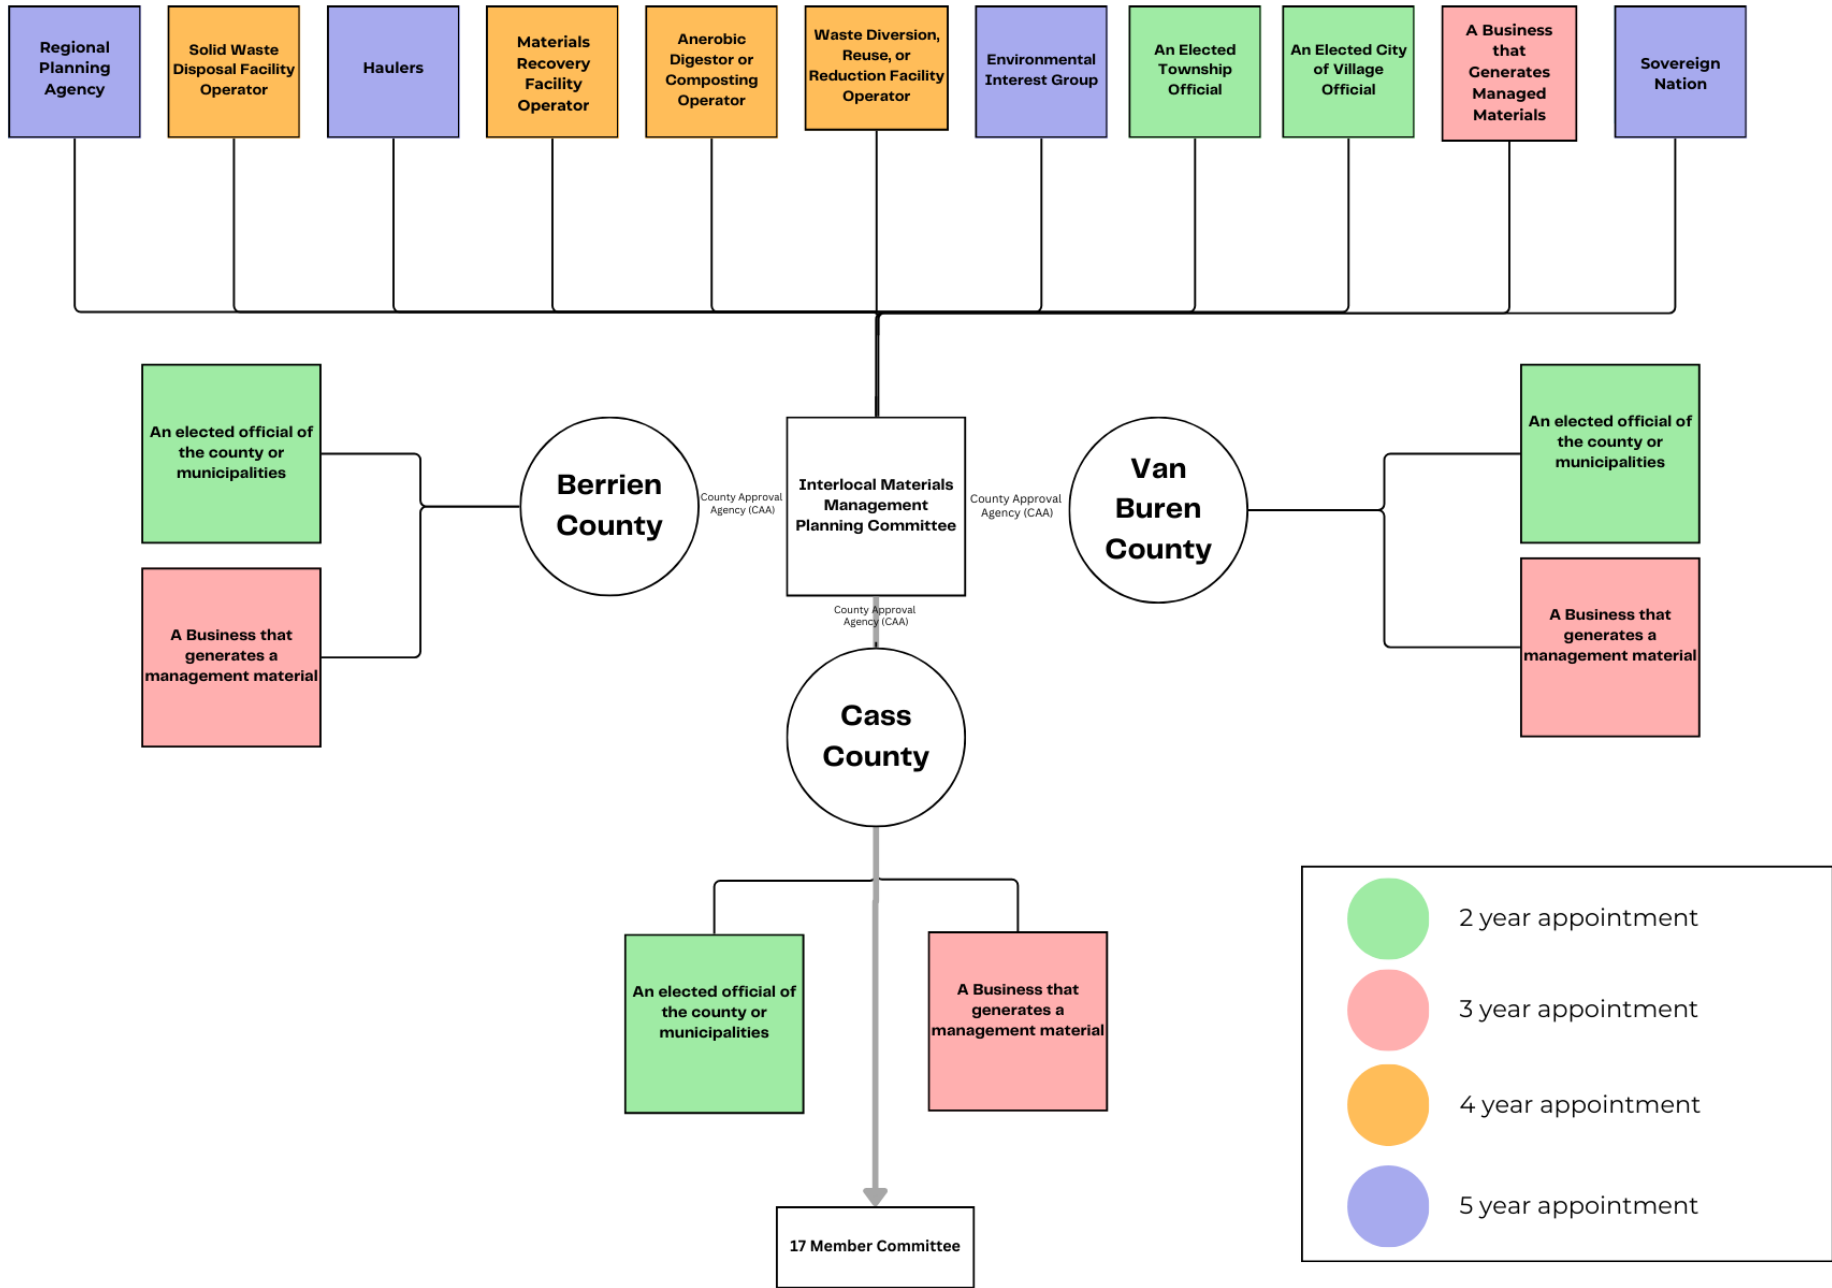 Regional
Planning
Agency
Solid Waste
Disposal Facility
Operator
Haulers
Materials
Recovery
Facility
Operator
Anerobic
Digestor or
Composting
Operator
Waste Diversion,
Reuse, or
Reduction Facility
Operator
Environmental
Interest Group
An Elected
Township
Official
An Elected City
of Village
Official
A Business
that
Generates
Managed
Materials
Sovereign
Nation
An elected official of
the county or
municipalities
A Business that
generates a
management material
Berrien
County
County Approval
Agency (CAA)
Interlocal Materials
Management
Planning Committee
County Approval
Agency (CAA)
Van
Buren
County
An elected official of
the county or
municipalities
A Business that
generates a
management material
County Approval
Agency (CAA)
Cass
County
An elected official of
the county or
municipalities
A Business that
generates a
management material
17 Member Committee
2 year appointment
3 year appointment
4 year appointment
5 year appointment